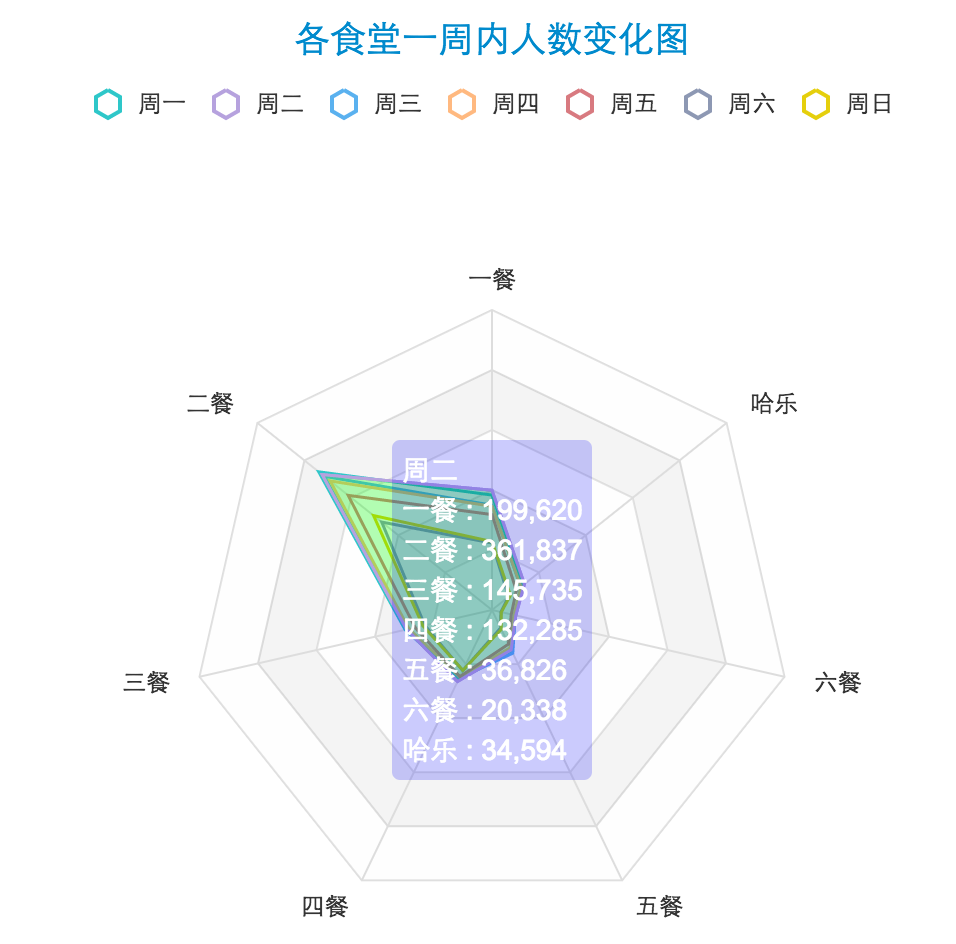 各食堂一周内人数变化图
周一 周二 周三 周四 周五 周六 周日
一餐
二餐 哈乐
周二
一餐 : 199,620
二餐 : 361,837
三餐 : 145,735
四餐 : 132,285
五餐 : 36,826
六餐 : 20,338
哈乐 : 34,594
三餐 六餐
四餐 五餐